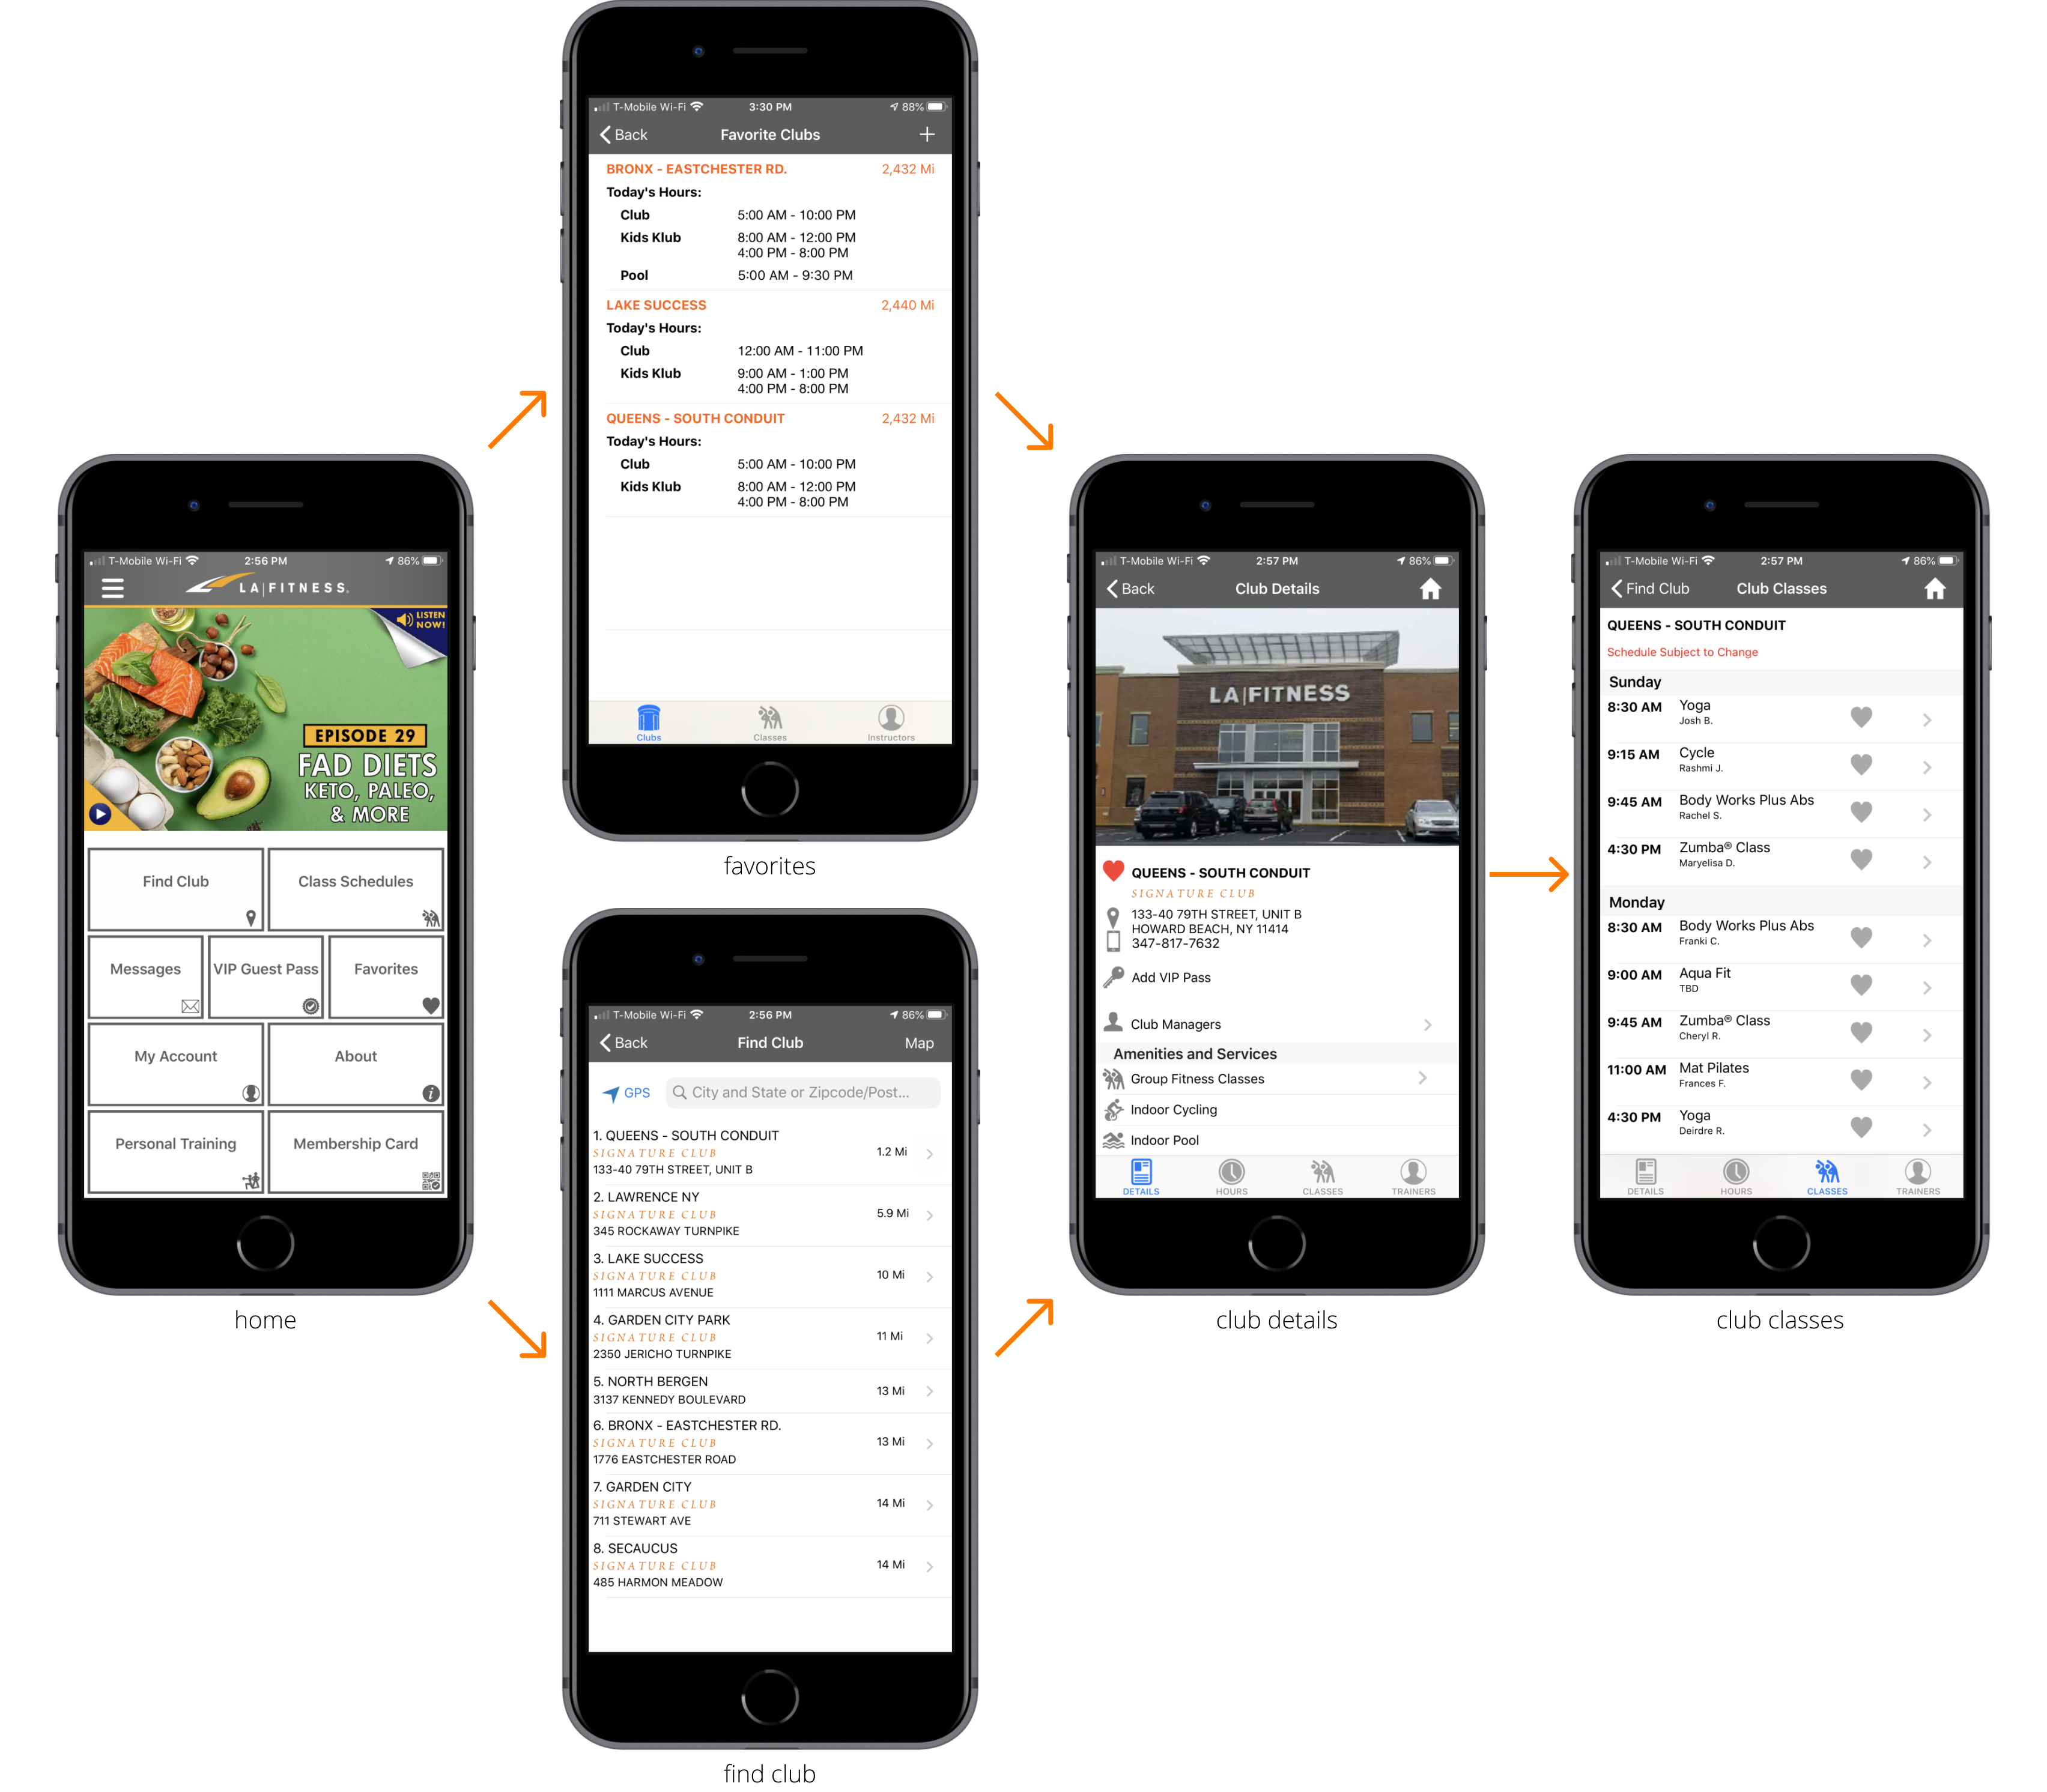 T-Mobile Wi-Fi 2:56 PM 86%
LA|FITNESS.
LISTEN
NOW!
EPISODE 29
FAD DIETS
KETO, PALEO,
& MORE
Find Club Class Schedules
Messages VIP Guest Pass Favorites
My Account About
Personal Training Membership Card
home
T-Mobile Wi-Fi 3:30 PM 88%
Back Favorite Clubs +
BRONX - EASTCHESTER RD. 2,432 Mi
Today's Hours:
Club 5:00 AM - 10:00 PM
Kids Klub 8:00 AM - 12:00 PM
4:00 PM - 8:00 PM
Pool 5:00 AM - 9:30 PM
LAKE SUCCESS 2,440 Mi
Today's Hours:
Club 12:00 AM - 11:00 PM
Kids Klub 9:00 AM - 1:00 PM
4:00 PM - 8:00 PM
QUEENS - SOUTH CONDUIT 2,432 Mi
Today's Hours:
Club 5:00 AM - 10:00 PM
Kids Klub 8:00 AM - 12:00 PM
4:00 PM - 8:00 PM
Clubs Classes Instructors
favorites
T-Mobile Wi-Fi 2:56 PM 86%
Back Find Club Map
GPS City and State or Zipcode/Post...
1. QUEENS - SOUTH CONDUIT
SIGNATURE CLUB 1.2 Mi
133-40 79TH STREET, UNIT B
2. LAWRENCE NY
SIGNATURE CLUB 5.9 Mi
345 ROCKAWAY TURNPIKE
3. LAKE SUCCESS
SIGNATURE CLUB 10 Mi
1111 MARCUS AVENUE
4. GARDEN CITY PARK
SIGNATURE CLUB 11 Mi
2350 JERICHO TURNPIKE
5. NORTH BERGEN 13 Mi
3137 KENNEDY BOULEVARD
6. BRONX - EASTCHESTER RD.
SIGNATURE CLUB 13 Mi
1776 EASTCHESTER ROAD
7. GARDEN CITY
SIGNATURE CLUB 14 Mi
711 STEWART AVE
8. SECAUCUS
SIGNATURE CLUB 14 Mi
485 HARMON MEADOW
find club
T-Mobile Wi-Fi 2:57 PM 86%
Back Club Details
LA|FITNESS
QUEENS - SOUTH CONDUIT
SIGNATURE CLUB
133-40 79TH STREET, UNIT B
HOWARD BEACH, NY 11414
347-817-7632
Add VIP Pass
Club Managers
Amenities and Services
Group Fitness Classes
Indoor Cycling
Indoor Pool
DETAILS HOURS CLASSES TRAINERS
club details
T-Mobile Wi-Fi 2:57 PM 86%
Find Club Club Classes
QUEENS - SOUTH CONDUIT
Schedule Subject to Change
Sunday
8:30 AM Yoga
Josh B.
9:15 AM Cycle
Rashmi J.
9:45 AM Body Works Plus Abs
Rachel S.
4:30 PM Zumba® Class
Maryelisa D.
Monday
8:30 AM Body Works Plus Abs
Franki C.
9:00 AM Aqua Fit
TBD
9:45 AM Zumba® Class
Cheryl R.
11:00 AM Mat Pilates
Frances F.
4:30 PM Yoga
Deirdre R.
DETAILS HOURS CLASSES TRAINERS
club classes